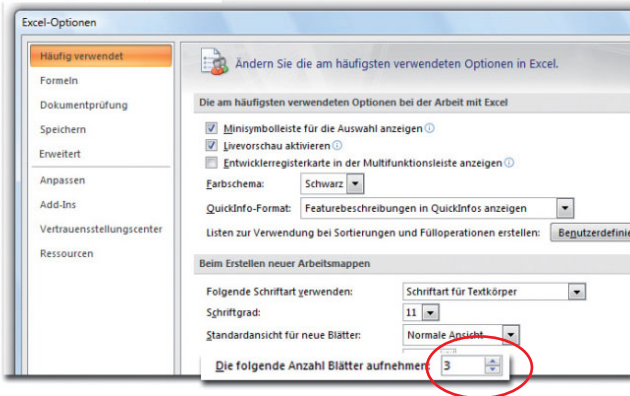 Excel-Optionen
Häufig verwendet
Formeln
Dokumentprüfung
Speichern
Erweitert
Anpassen
Add-Ins
Vertrauensstellungscenter
Ressourcen
Ändern Sie die am häufigsten verwendeten Optionen in Excel.
Die am häufigsten verwendeten Optionen bei der Arbeit mit Excel
Minisymbolleiste für die Auswahl anzeigen
Livevorschau aktivieren
Entwicklerregisterkarte in der Multifunktionsleiste anzeigen
Farbschema: Schwarz
QuickInfo-Format: Featurebeschreibungen in QuickInfos anzeigen
Listen zur Verwendung bei Sortierungen und Fülloperationen erstellen: Benutzerdefinie
Beim Erstellen neuer Arbeitsmappen
Folgende Schriftart verwenden: Schriftart für Textkörper
Schriftgrad: 11
Standardansicht für neue Blätter: Normale Ansicht
Die folgende Anzahl Blätter aufnehmen: 3